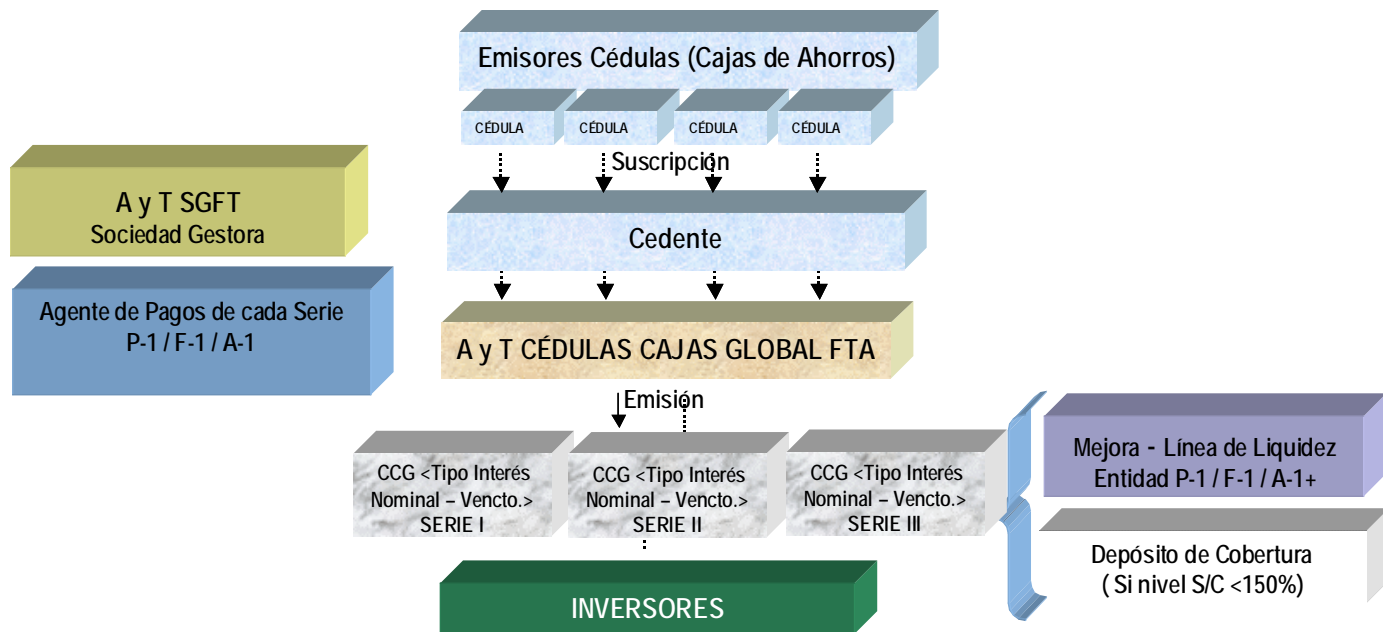 Emisores Cédulas (Cajas de Ahorros)
CÉDULA CÉDULA CÉDULA CÉDULA
Suscripción
A y T SGFT
Sociedad Gestora
Cedente
Agente de Pagos de cada Serie
P-1 / F-1 / A-1
A y T CÉDULAS CAJAS GLOBAL FTA
Emisión
CCG <Tipo Interés
Nominal – Vencto.>
SERIE I
CCG <Tipo Interés
Nominal – Vencto.>
SERIE II
CCG <Tipo Interés
Nominal – Vencto.>
SERIE III
Mejora - Línea de Liquidez
Entidad P-1 / F-1 / A-1+
Depósito de Cobertura
( Si nivel S/C <150%)
INVERSORES